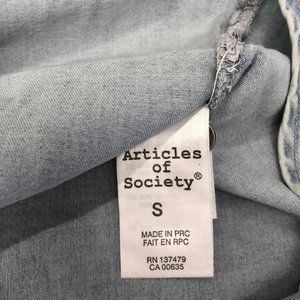 Articles
of
Society®
S
MADE IN PRC
FAIT EN RPC
RN 137479
CA 00635